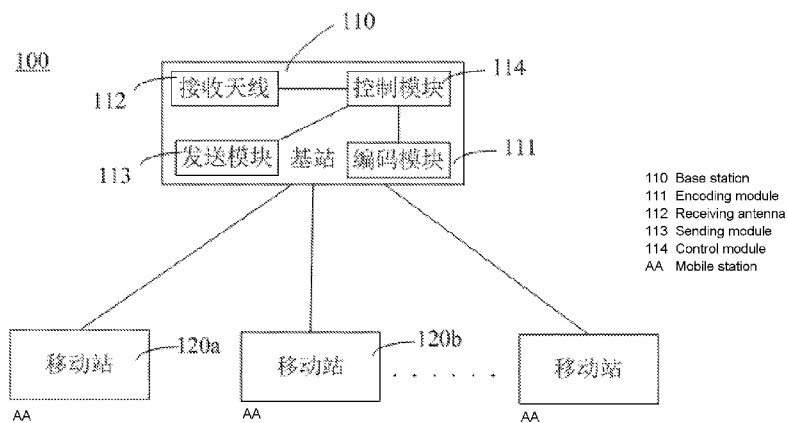 100
110
112
接收天线
控制模块
114
113
发送模块
基站
编码模块
111
110 Base station
111 Encoding module
112 Receiving antenna
113 Sending module
114 Control module
AA Mobile station
移动站
120a
AA
移动站
120b
AA
......
移动站
AA